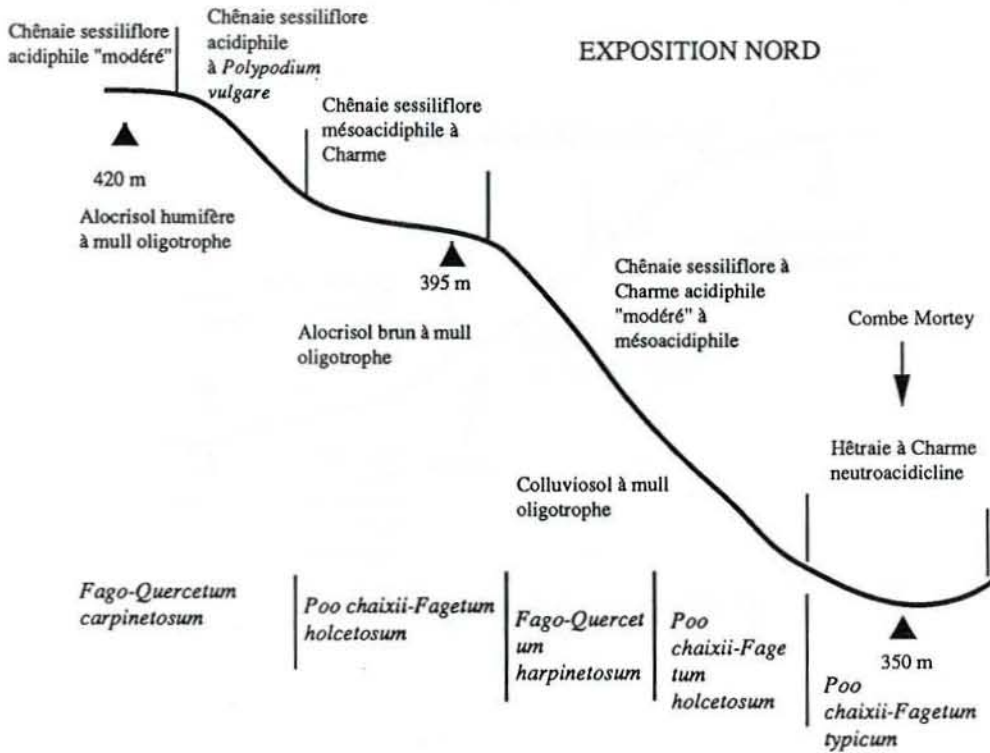 Chênaie sessiliflore
acidiphile "modéré"
Chênaie sessiliflore
acidiphile
à Polypodium
vulgare
EXPOSITION NORD
Chênaie sessiliflore
mésoacidiphile à
Charme
420 m
Alocrisol humifère
à mull oligotrophe
395 m
Alocrisol brun à mull
oligotrophe
Chênaie sessiliflore à
Charme acidiphile
"modéré" à
mésoacidiphile
Combe Mortey
Hêtraie à Charme
neutroacidicline
Colluviosol à mull
oligotrophe
Fago-Quercetum
carpinetosum
Poo chaixii-Fagetum
holcetosum
Fago-Quercet
um
harpinetosum
Poo
chaixii-Fage
tum
holcetosum
350 m
Poo
chaixii-Fagetum
typicum